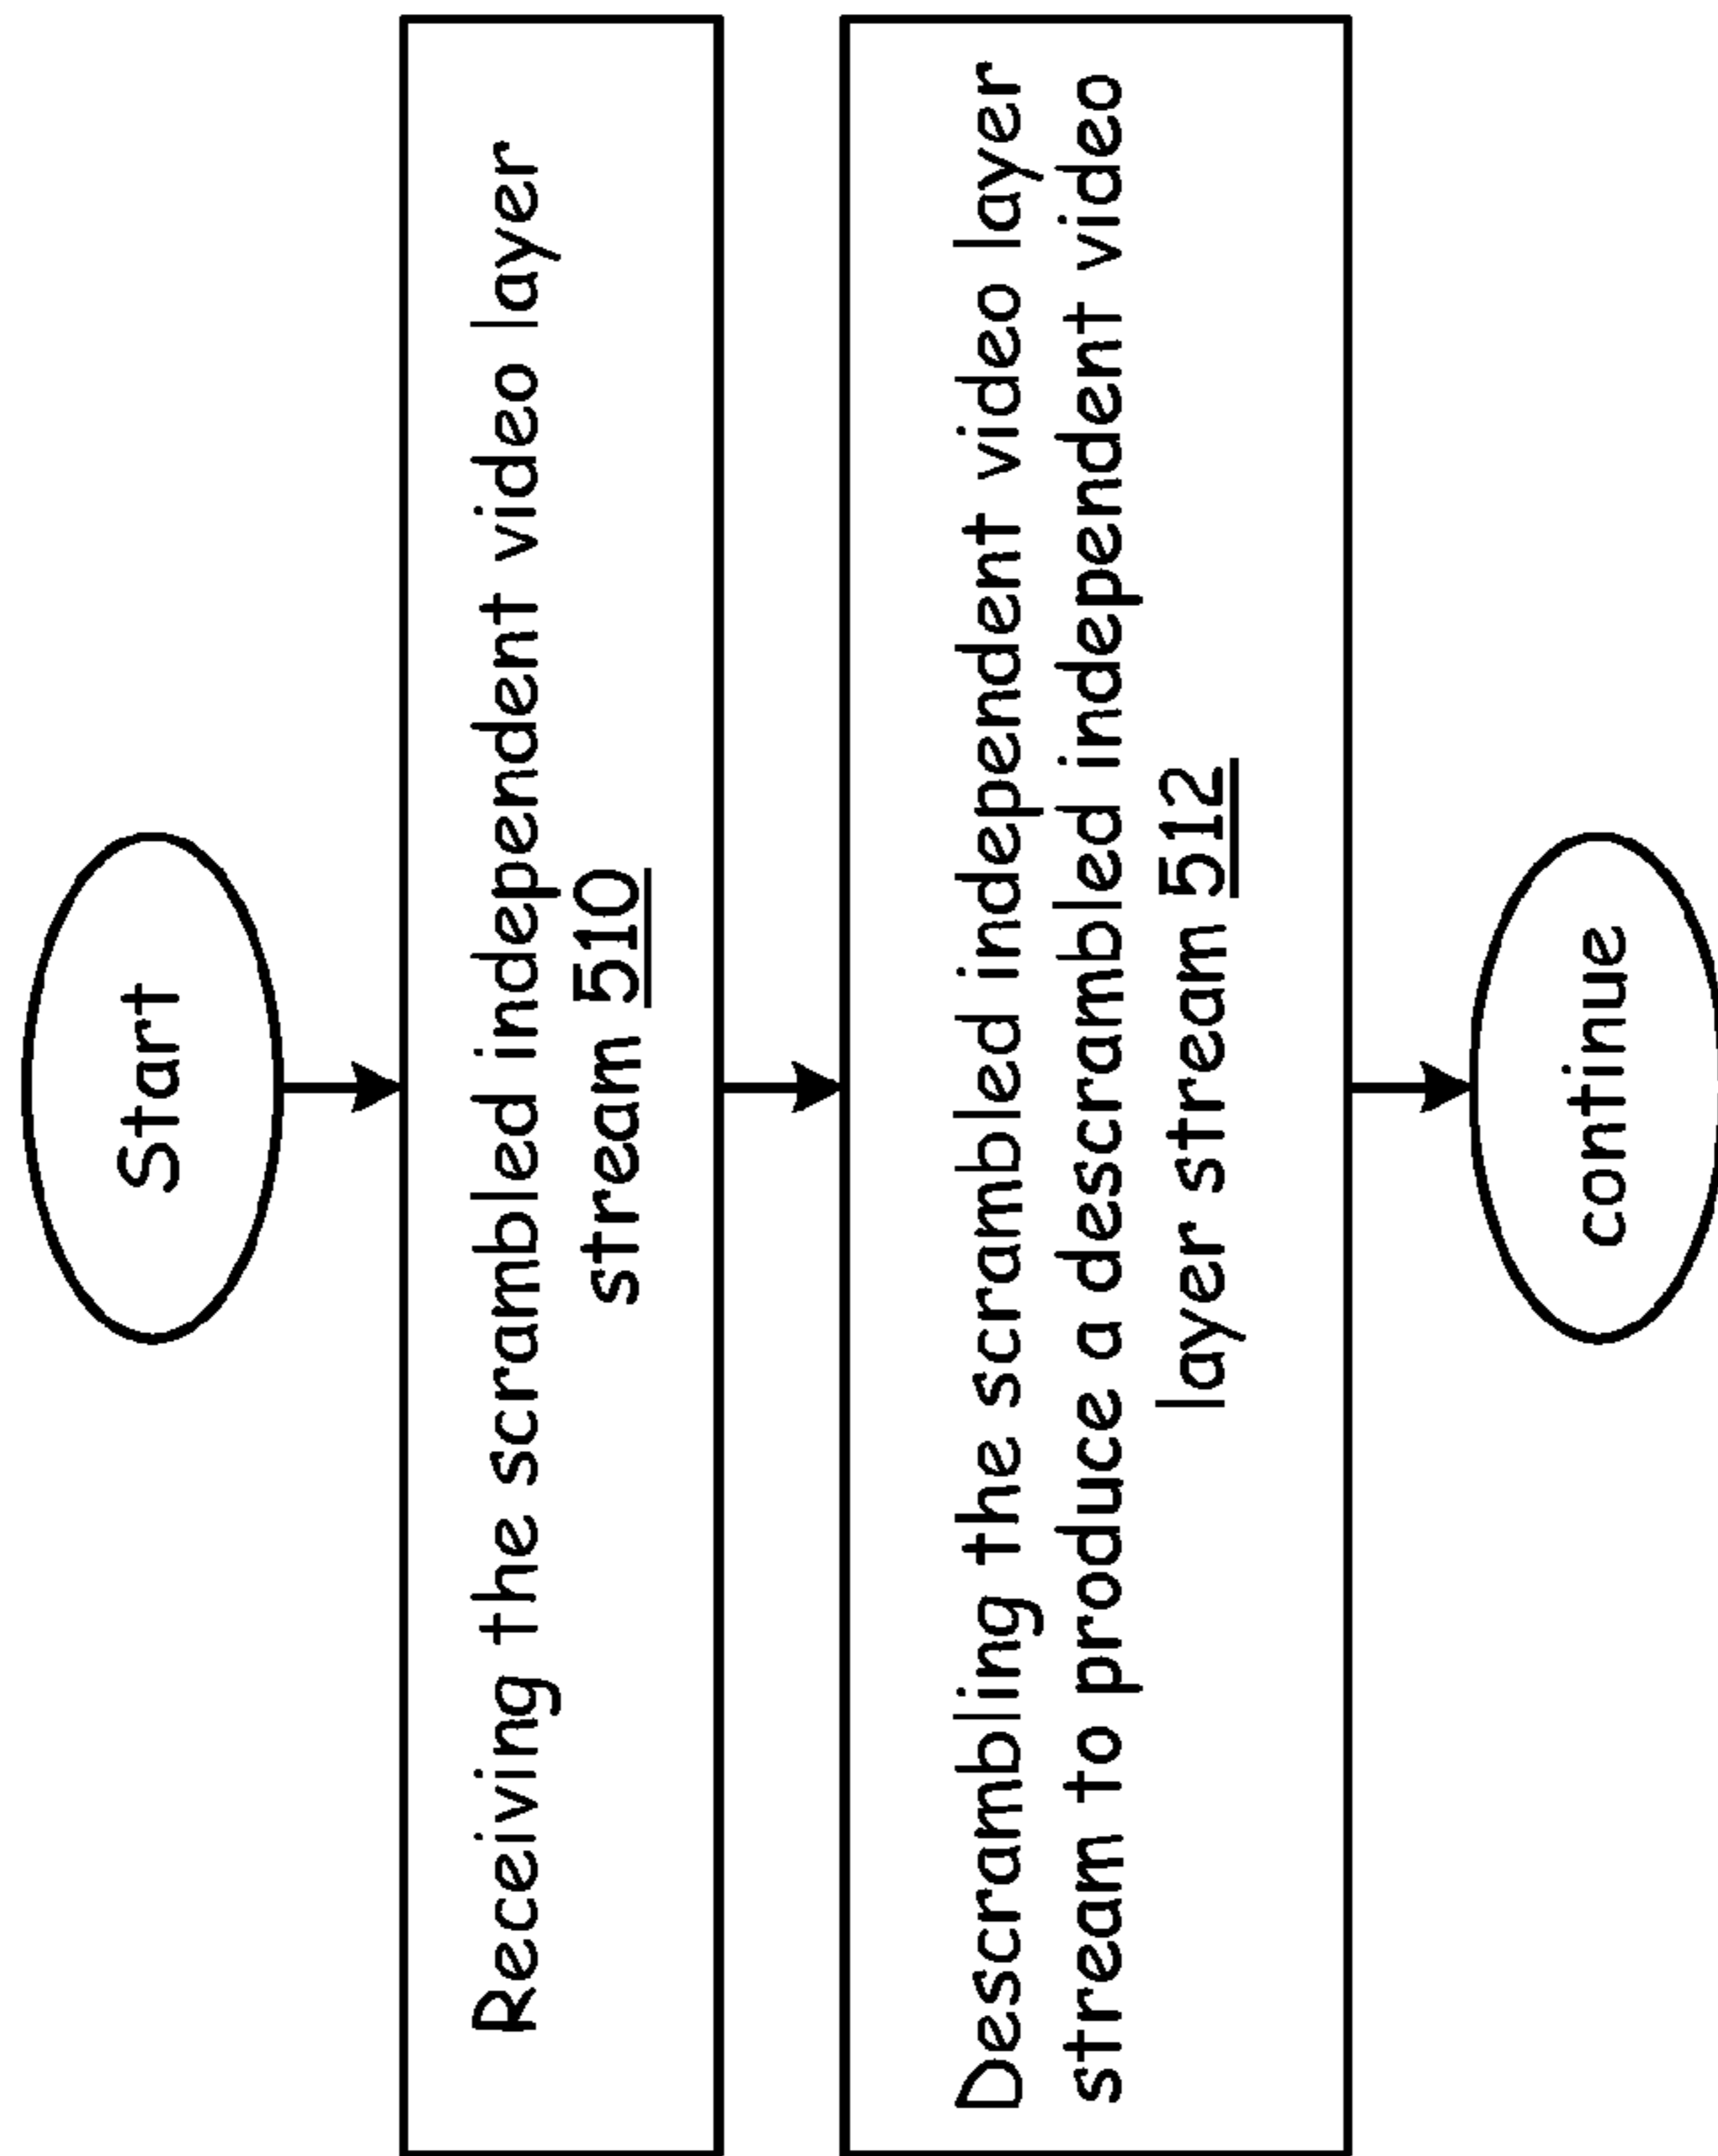 Start
Receiving the scrambled independent video layer
stream 510
Descrambling the scrambled independent video layer
stream to produce a descrambled independent video
layer stream 512
continue